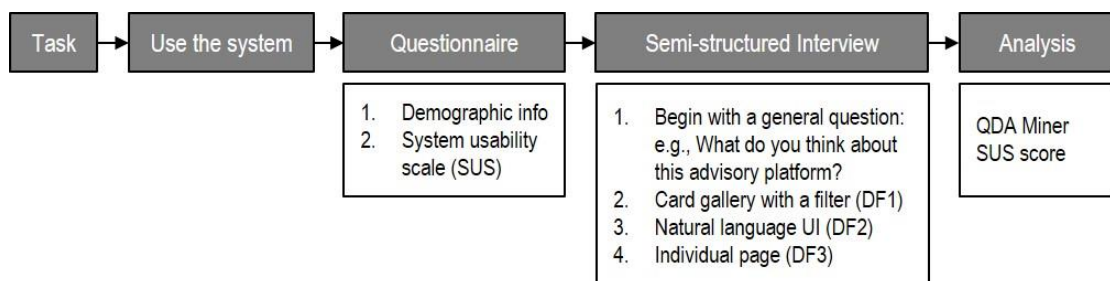 Task
Use the system
Questionnaire
Semi-structured Interview
Analysis
1. Demographic info
2. System usability
scale (SUS)
1. Begin with a general question:
e.g., What do you think about
this advisory platform?
2. Card gallery with a filter (DF1)
3. Natural language UI (DF2)
4. Individual page (DF3)
QDA Miner
SUS score